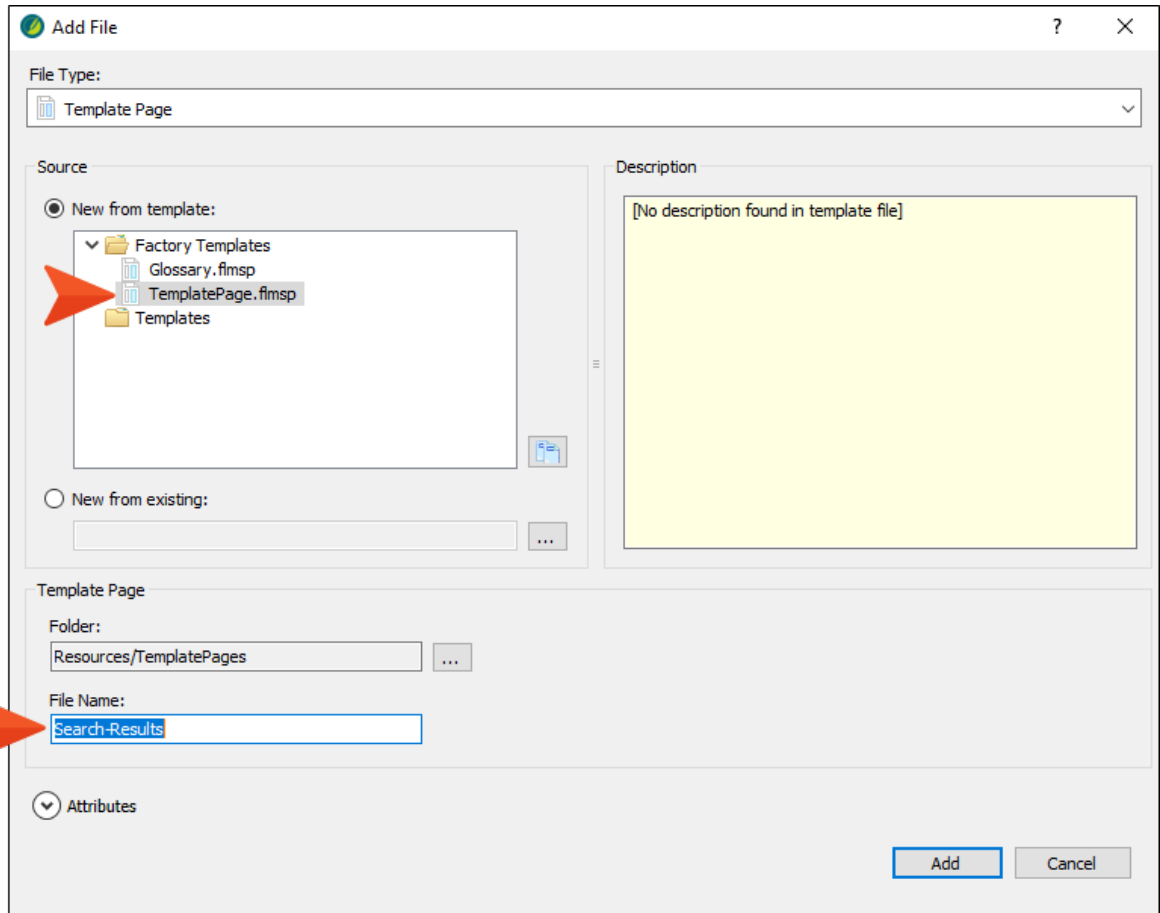 Add File
?
File Type:
Template Page
Source
New from template:
Factory Templates
Glossary.flmsp
TemplatePage.flmsp
Templates
New from existing:
...
Description
[No description found in template file]
Template Page
Folder:
Resources/TemplatePages
...
File Name:
Search-Results
Attributes
Add Cancel